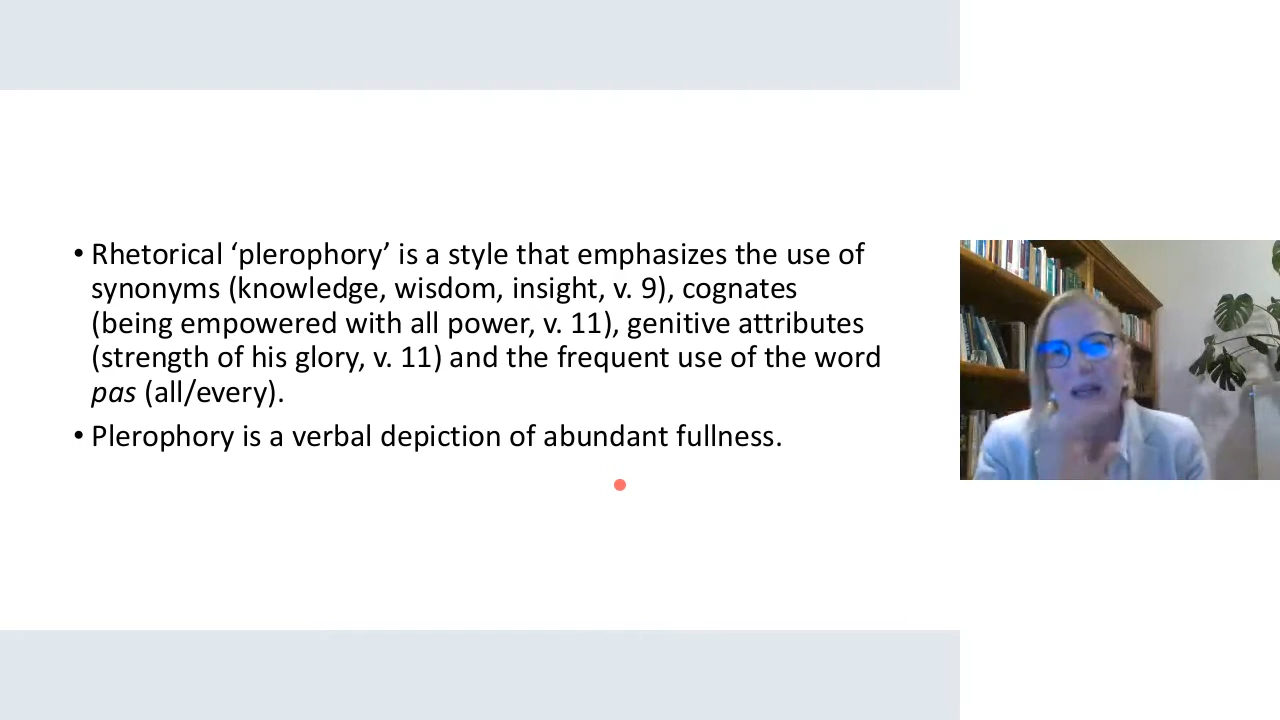 • Rhetorical ‘plerophory’ is a style that emphasizes the use of
synonyms (knowledge, wisdom, insight, v. 9), cognates
(being empowered with all power, v. 11), genitive attributes
(strength of his glory, v. 11) and the frequent use of the word
pas (all/every).
• Plerophory is a verbal depiction of abundant fullness.